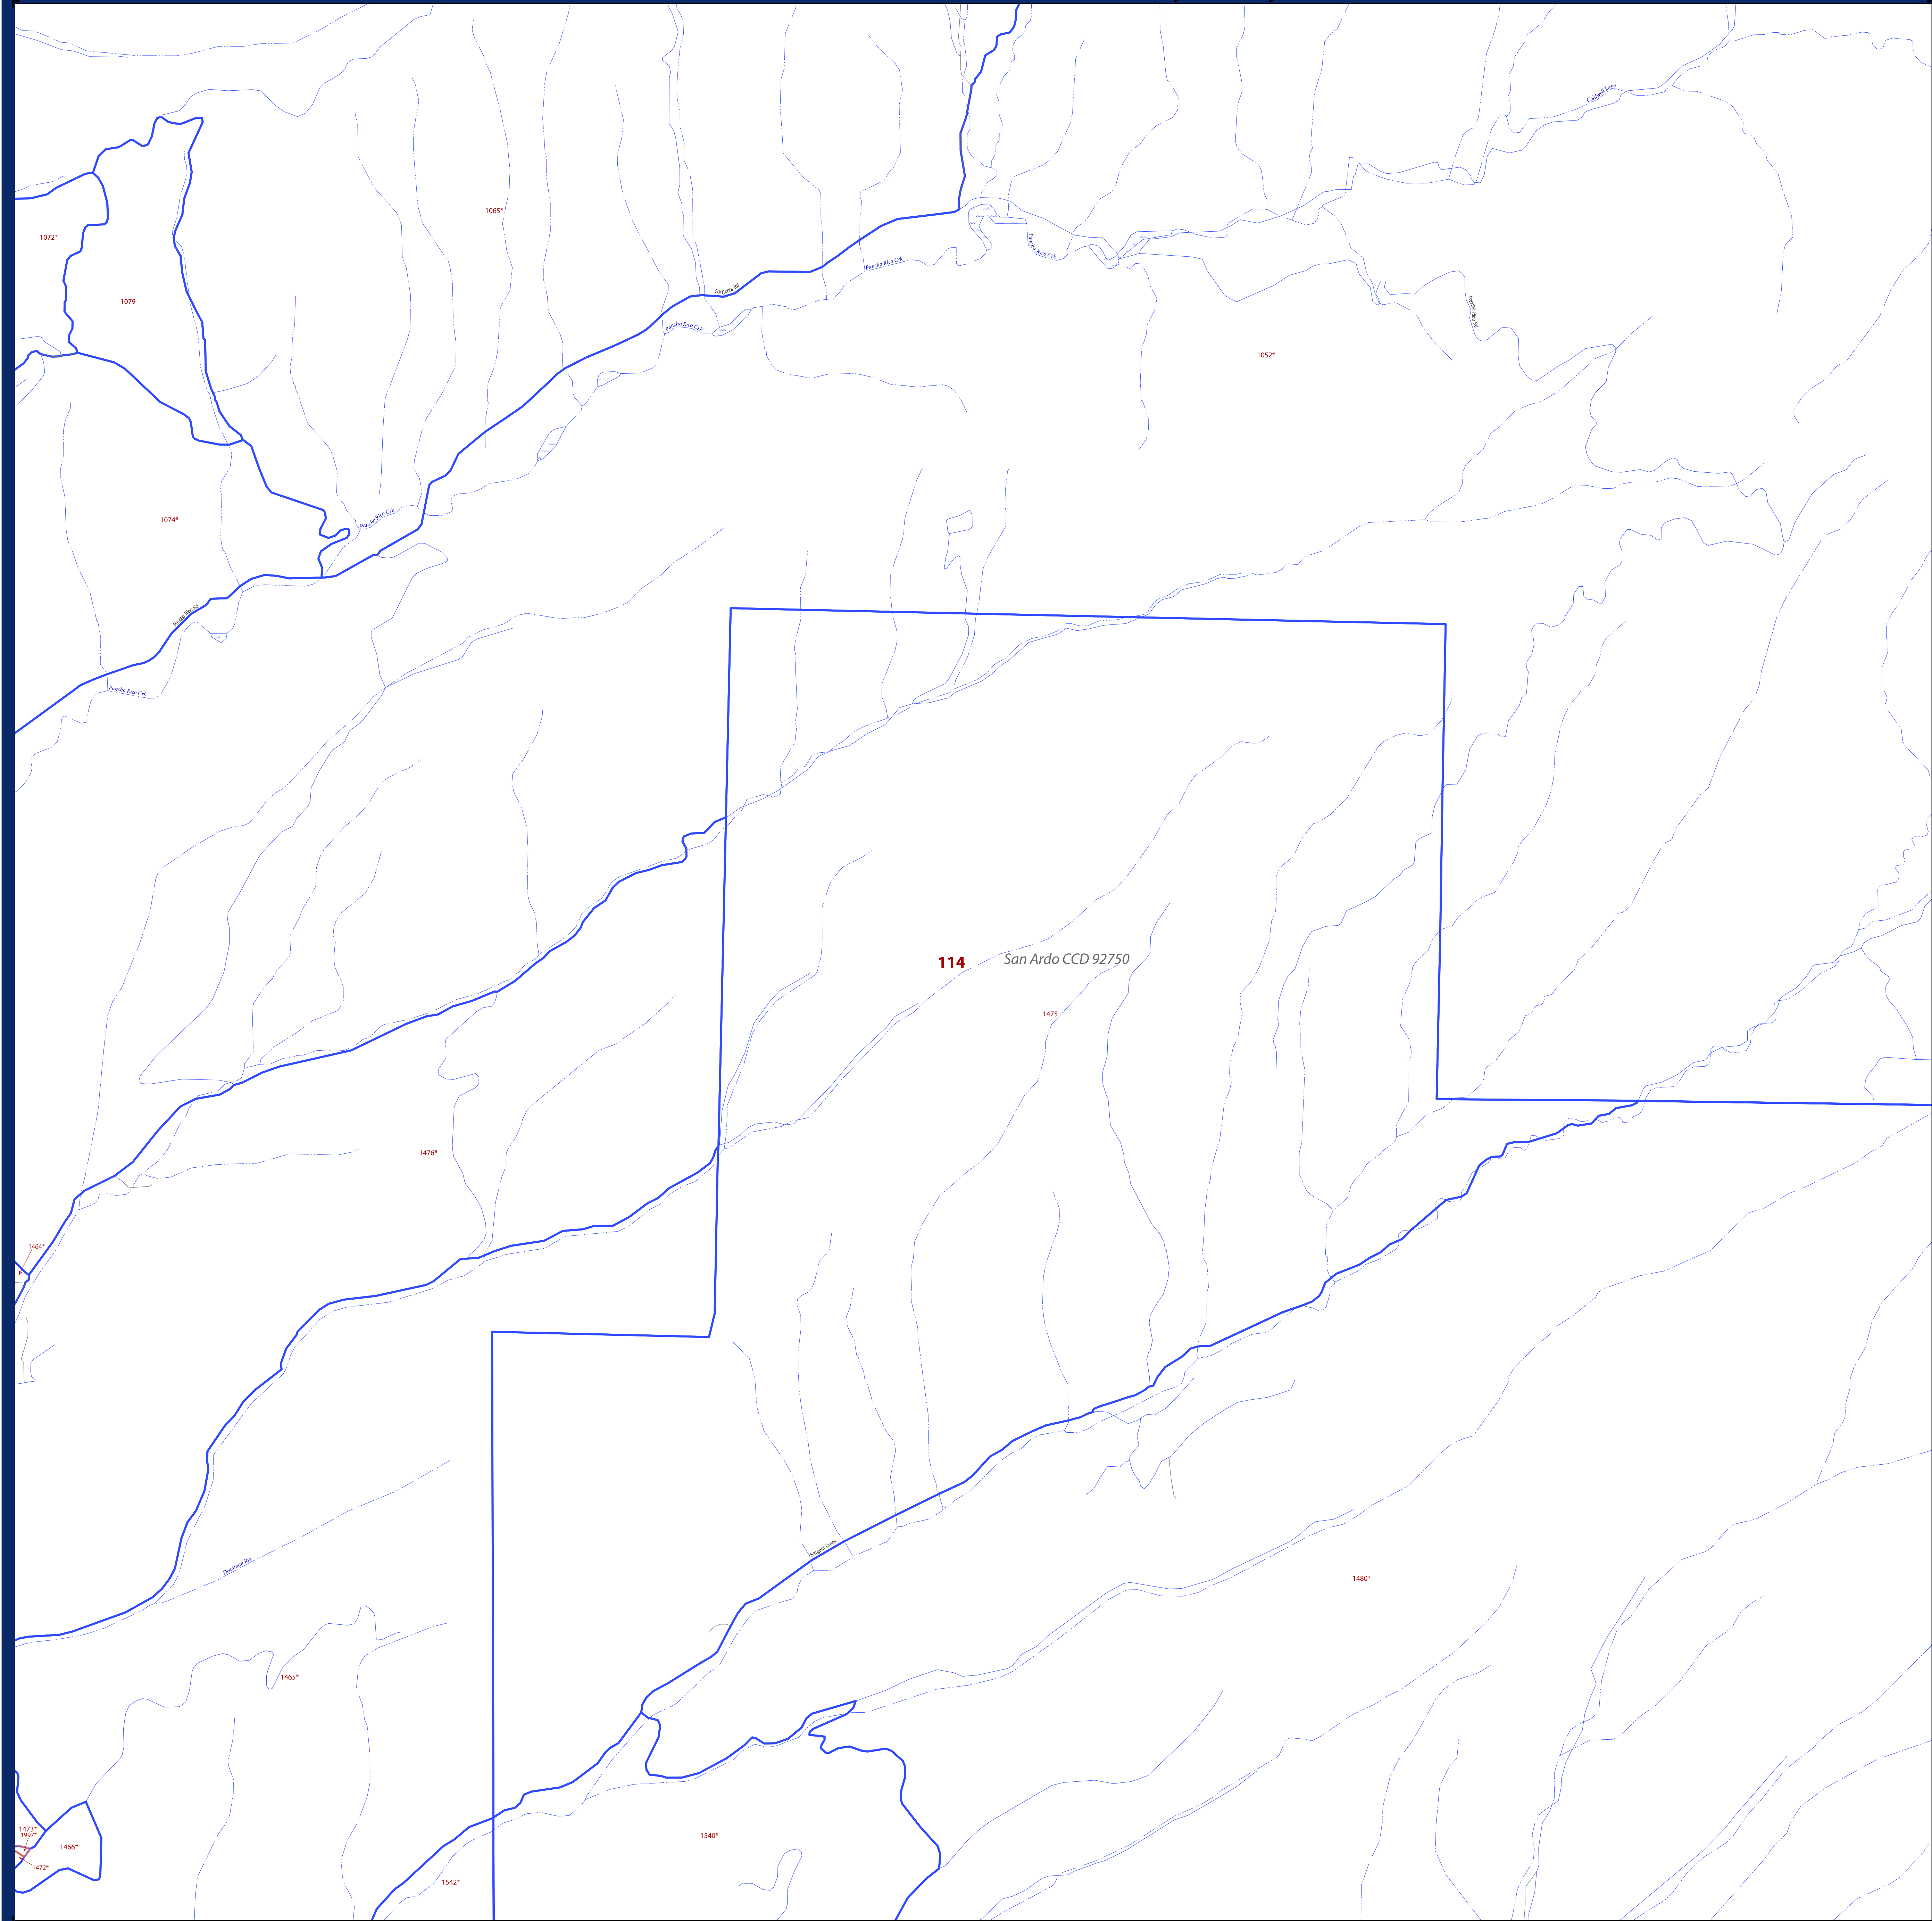 Caldwell Lane
1065*
1072*
Pancho Rico Crk
Pancho Rico Crk
Sargents Rd
1079
Pancho Rico Rd
Pancho Rico Crk
1052*
1074*
Pancho Rico Crk
Pancho Rico Rd
Pancho Rico Crk
114
San Ardo CCD 92750
1475
1476*
1464*
Sargent Creek
Deadman Riv
1480*
1465*
1473*
1997*
1466*
1540*
1472*
1542*